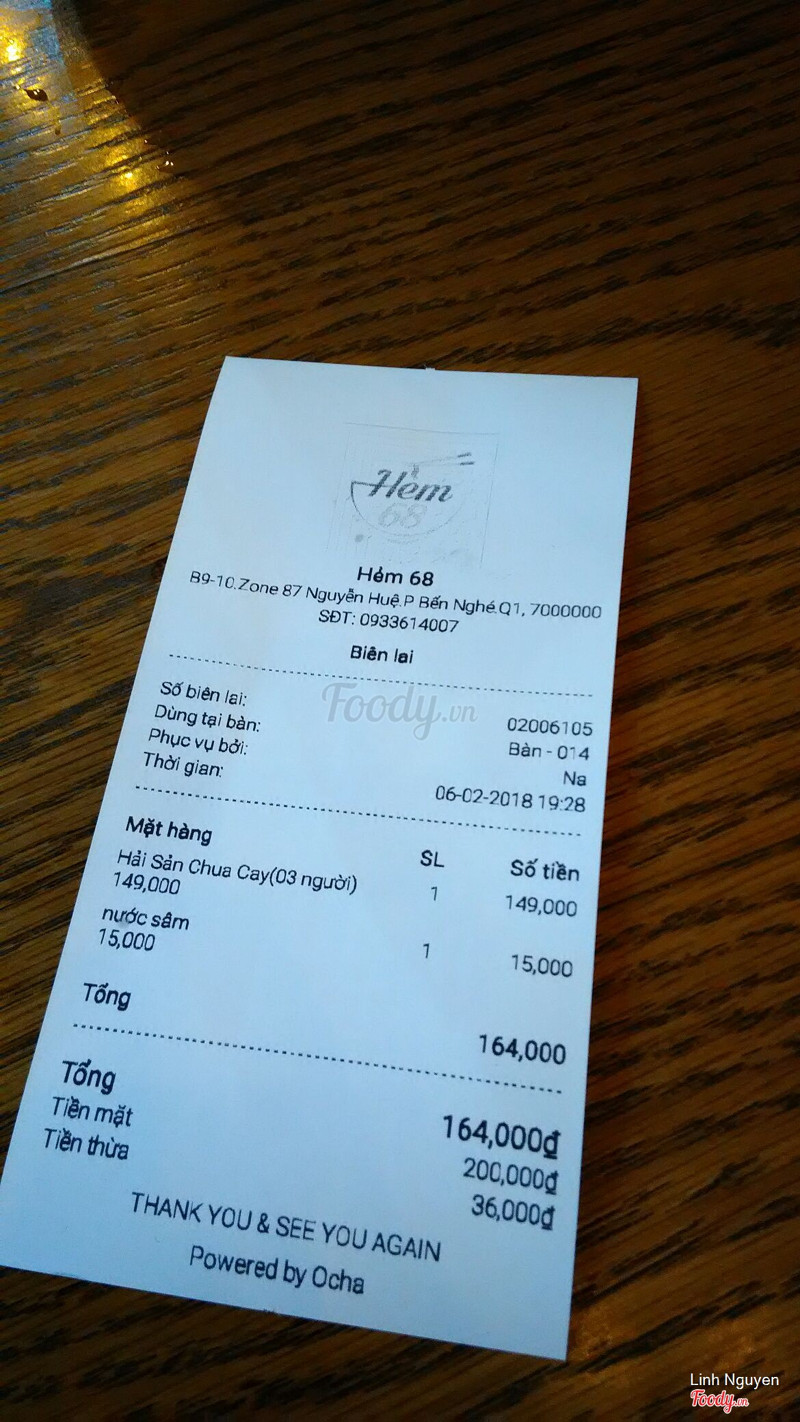 Hẻm
68
Hẻm 68
B9-10.Zone 87 Nguyễn Huệ.P Bến Nghé.Q1, 7000000
SĐT: 0933614007
Biên lai
Foody.vn
Số biên lai: 02006105
Dùng tại bàn: Bàn - 014
Phục vụ bởi: Na
Thời gian: 06-02-2018 19:28
Mặt hàng SL Số tiền
Hải Sản Chua Cay(03 người) 1 149,000
149,000
nước sâm 1 15,000
15,000
Tổng 164,000
Tổng 164,000₫
Tiền mặt 200,000₫
Tiền thừa 36,000₫
THANK YOU & SEE YOU AGAIN
Powered by Ocha
Linh Nguyen
Foody.vn